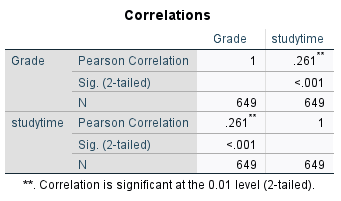 Correlations
Grade studytime
Grade Pearson Correlation 1 .261**
Sig. (2-tailed) <.001
N 649 649
studytime Pearson Correlation .261** 1
Sig. (2-tailed) <.001
N 649 649
**. Correlation is significant at the 0.01 level (2-tailed).